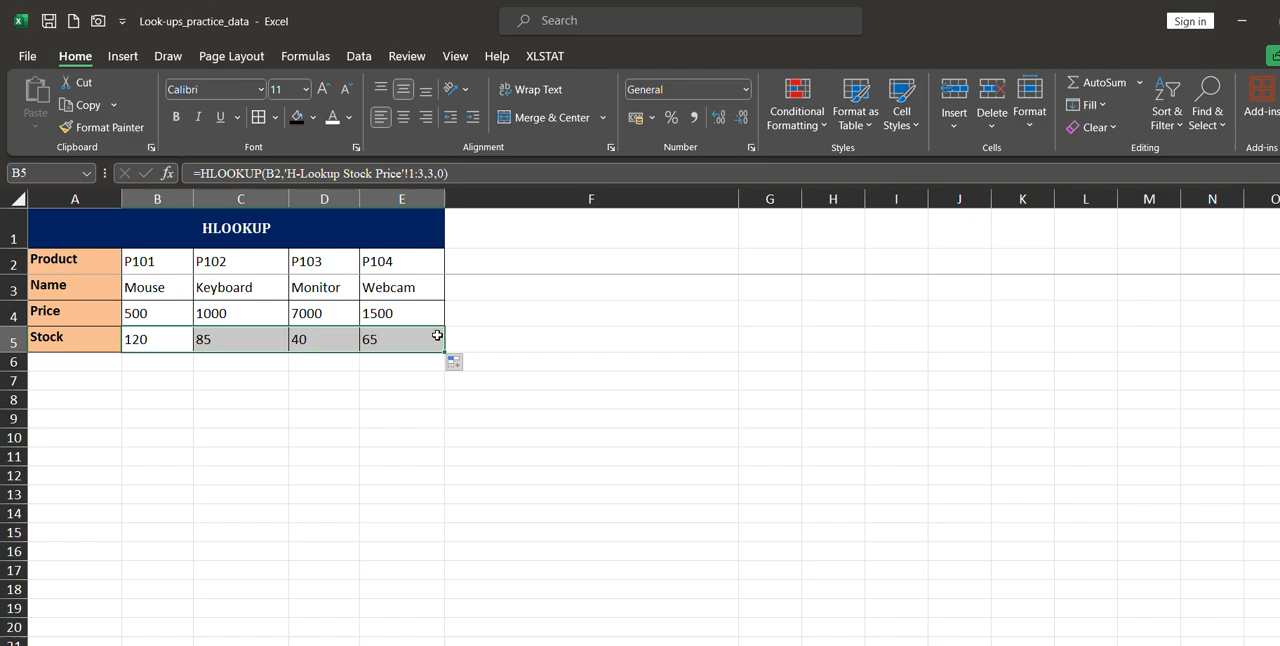 Look-ups_practice_data - Excel
Search
Sign in
File Home Insert Draw Page Layout Formulas Data Review View Help XLSTAT
Paste
Cut
Copy
Format Painter
Clipboard
Calibri 11
B I U
Font
Wrap Text
Merge & Center
Alignment
General
Number
Conditional Formatting
Format as Table
Cell Styles
Styles
Insert
Delete
Format
Cells
AutoSum
Fill
Clear
Sort & Filter
Find & Select
Editing
Add-ins
Add-ins
B5 fx =HLOOKUP(B2,'H-Lookup Stock Price'!1:3,3,0)
A B C D E F G H I J K L M N O
1 HLOOKUP
2 Product P101 P102 P103 P104
3 Name Mouse Keyboard Monitor Webcam
4 Price 500 1000 7000 1500
5 Stock 120 85 40 65
6
7
8
9
10
11
12
13
14
15
16
17
18
19
20
21